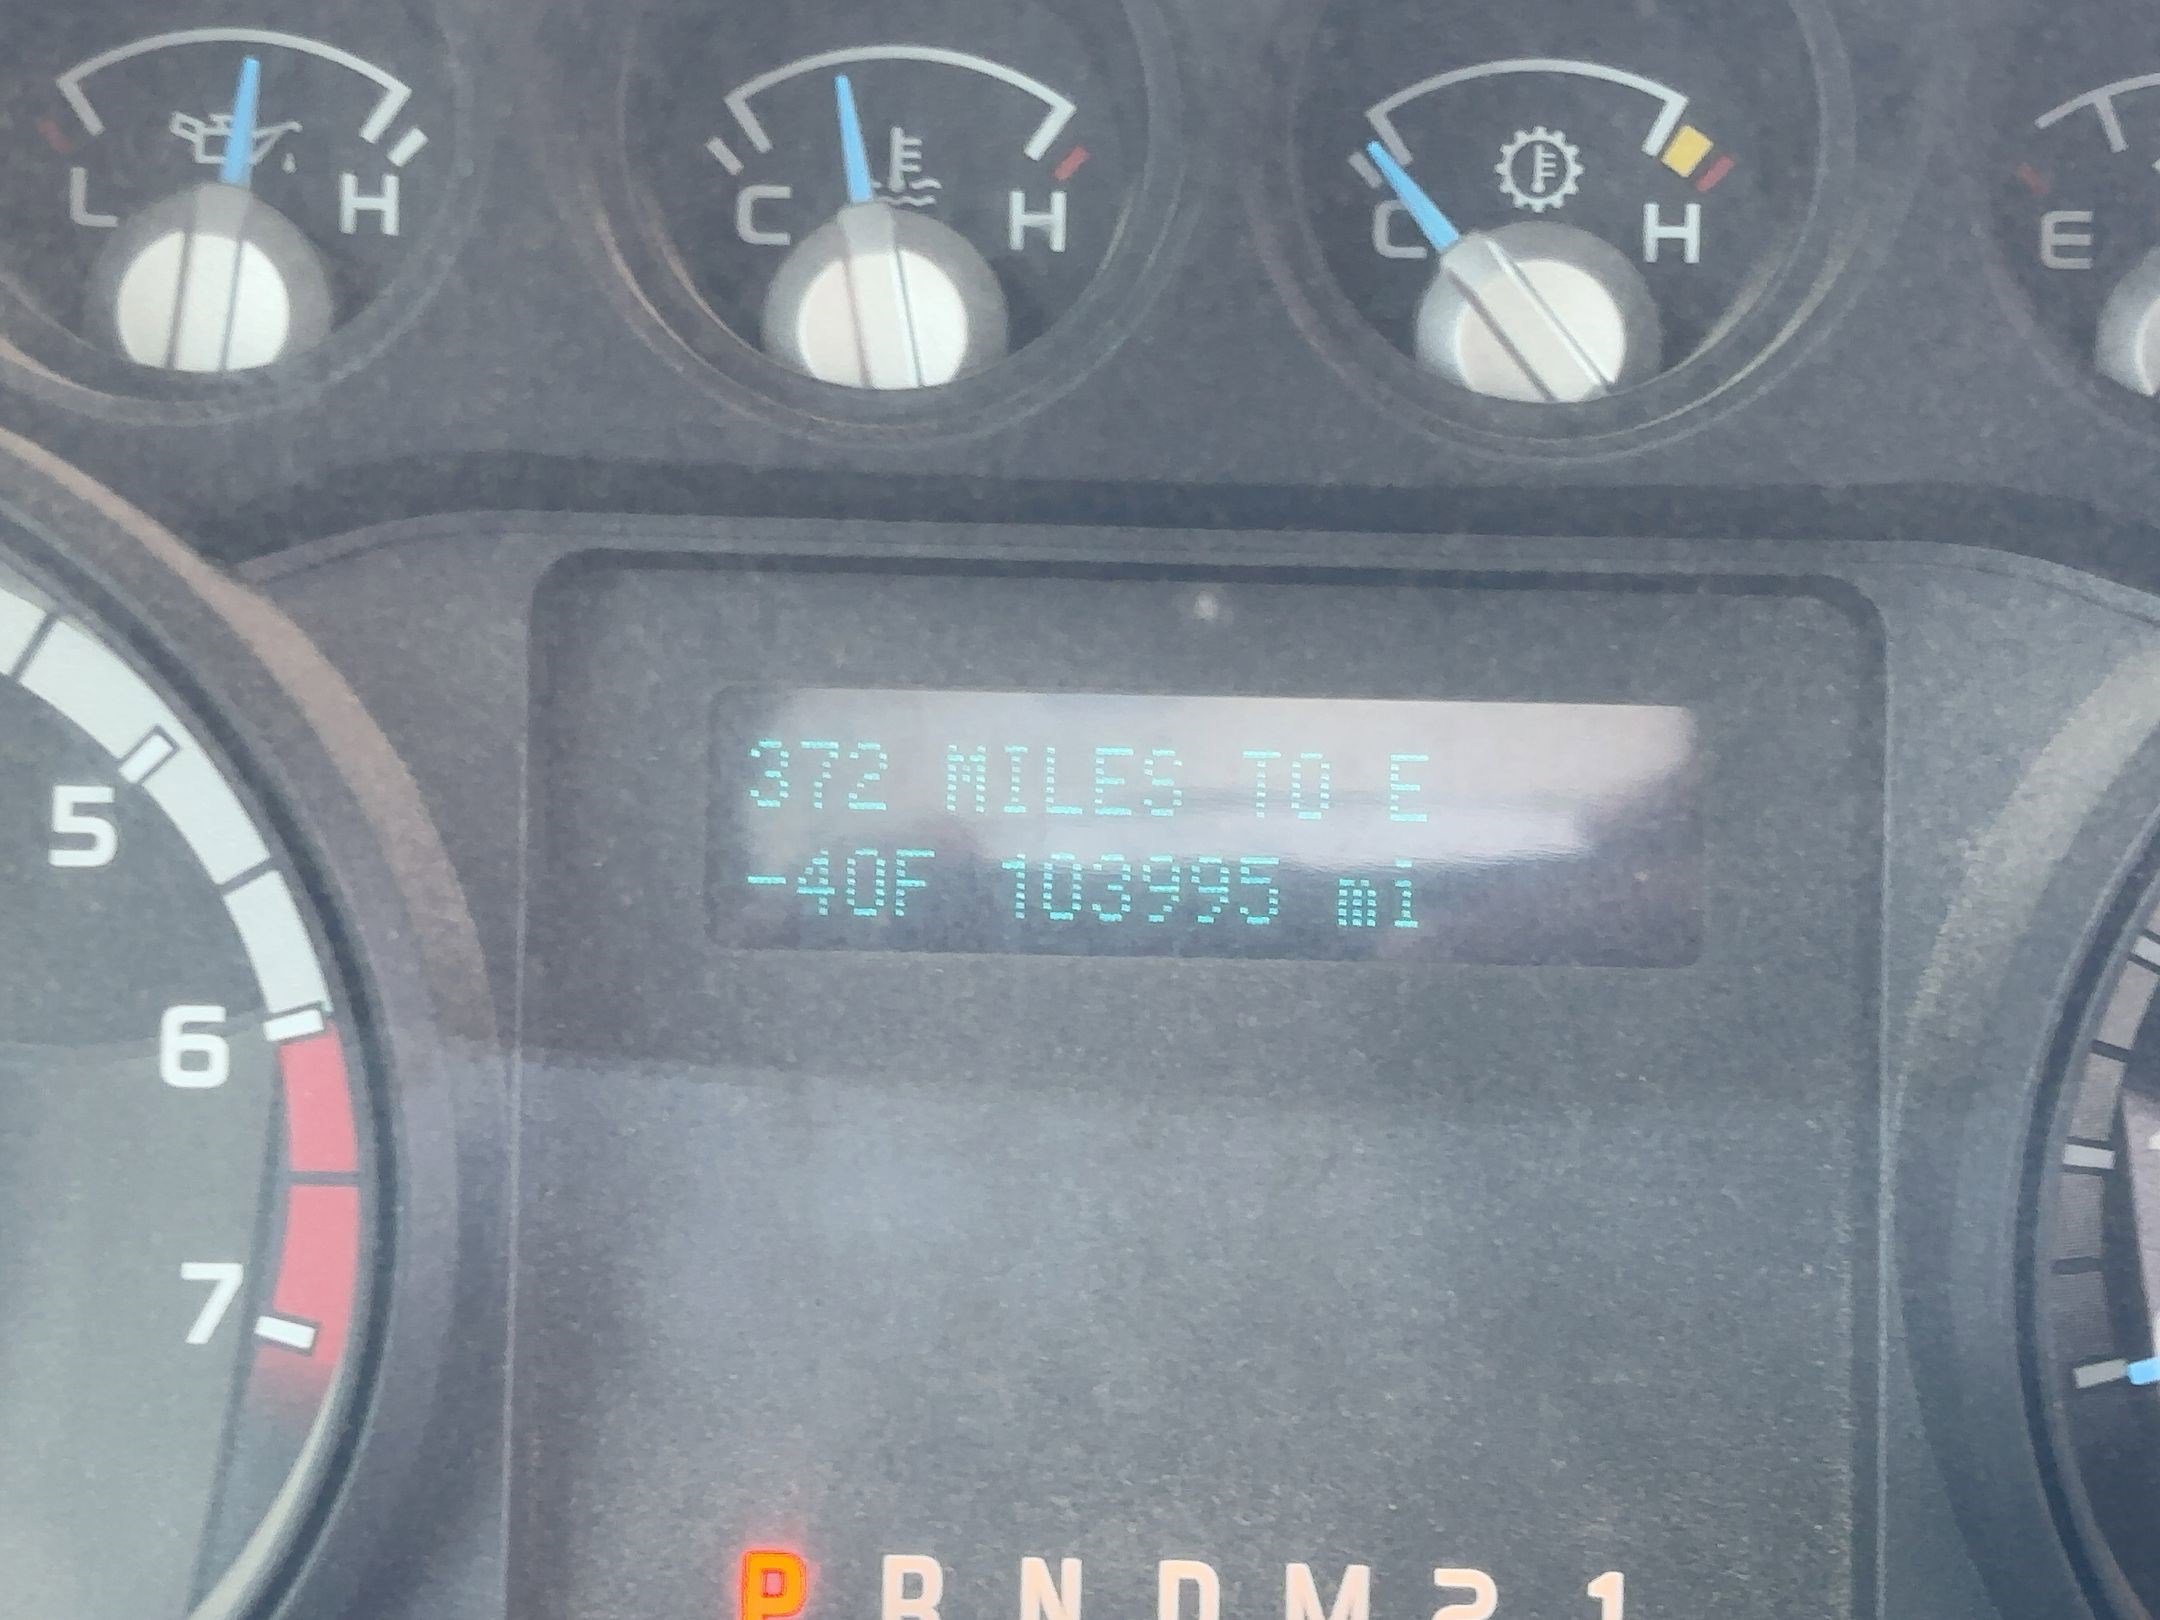 L H
C H
C H
E
372 MILES TO E
-40F 103995 mi
5
6
7
P R N D M 2 1